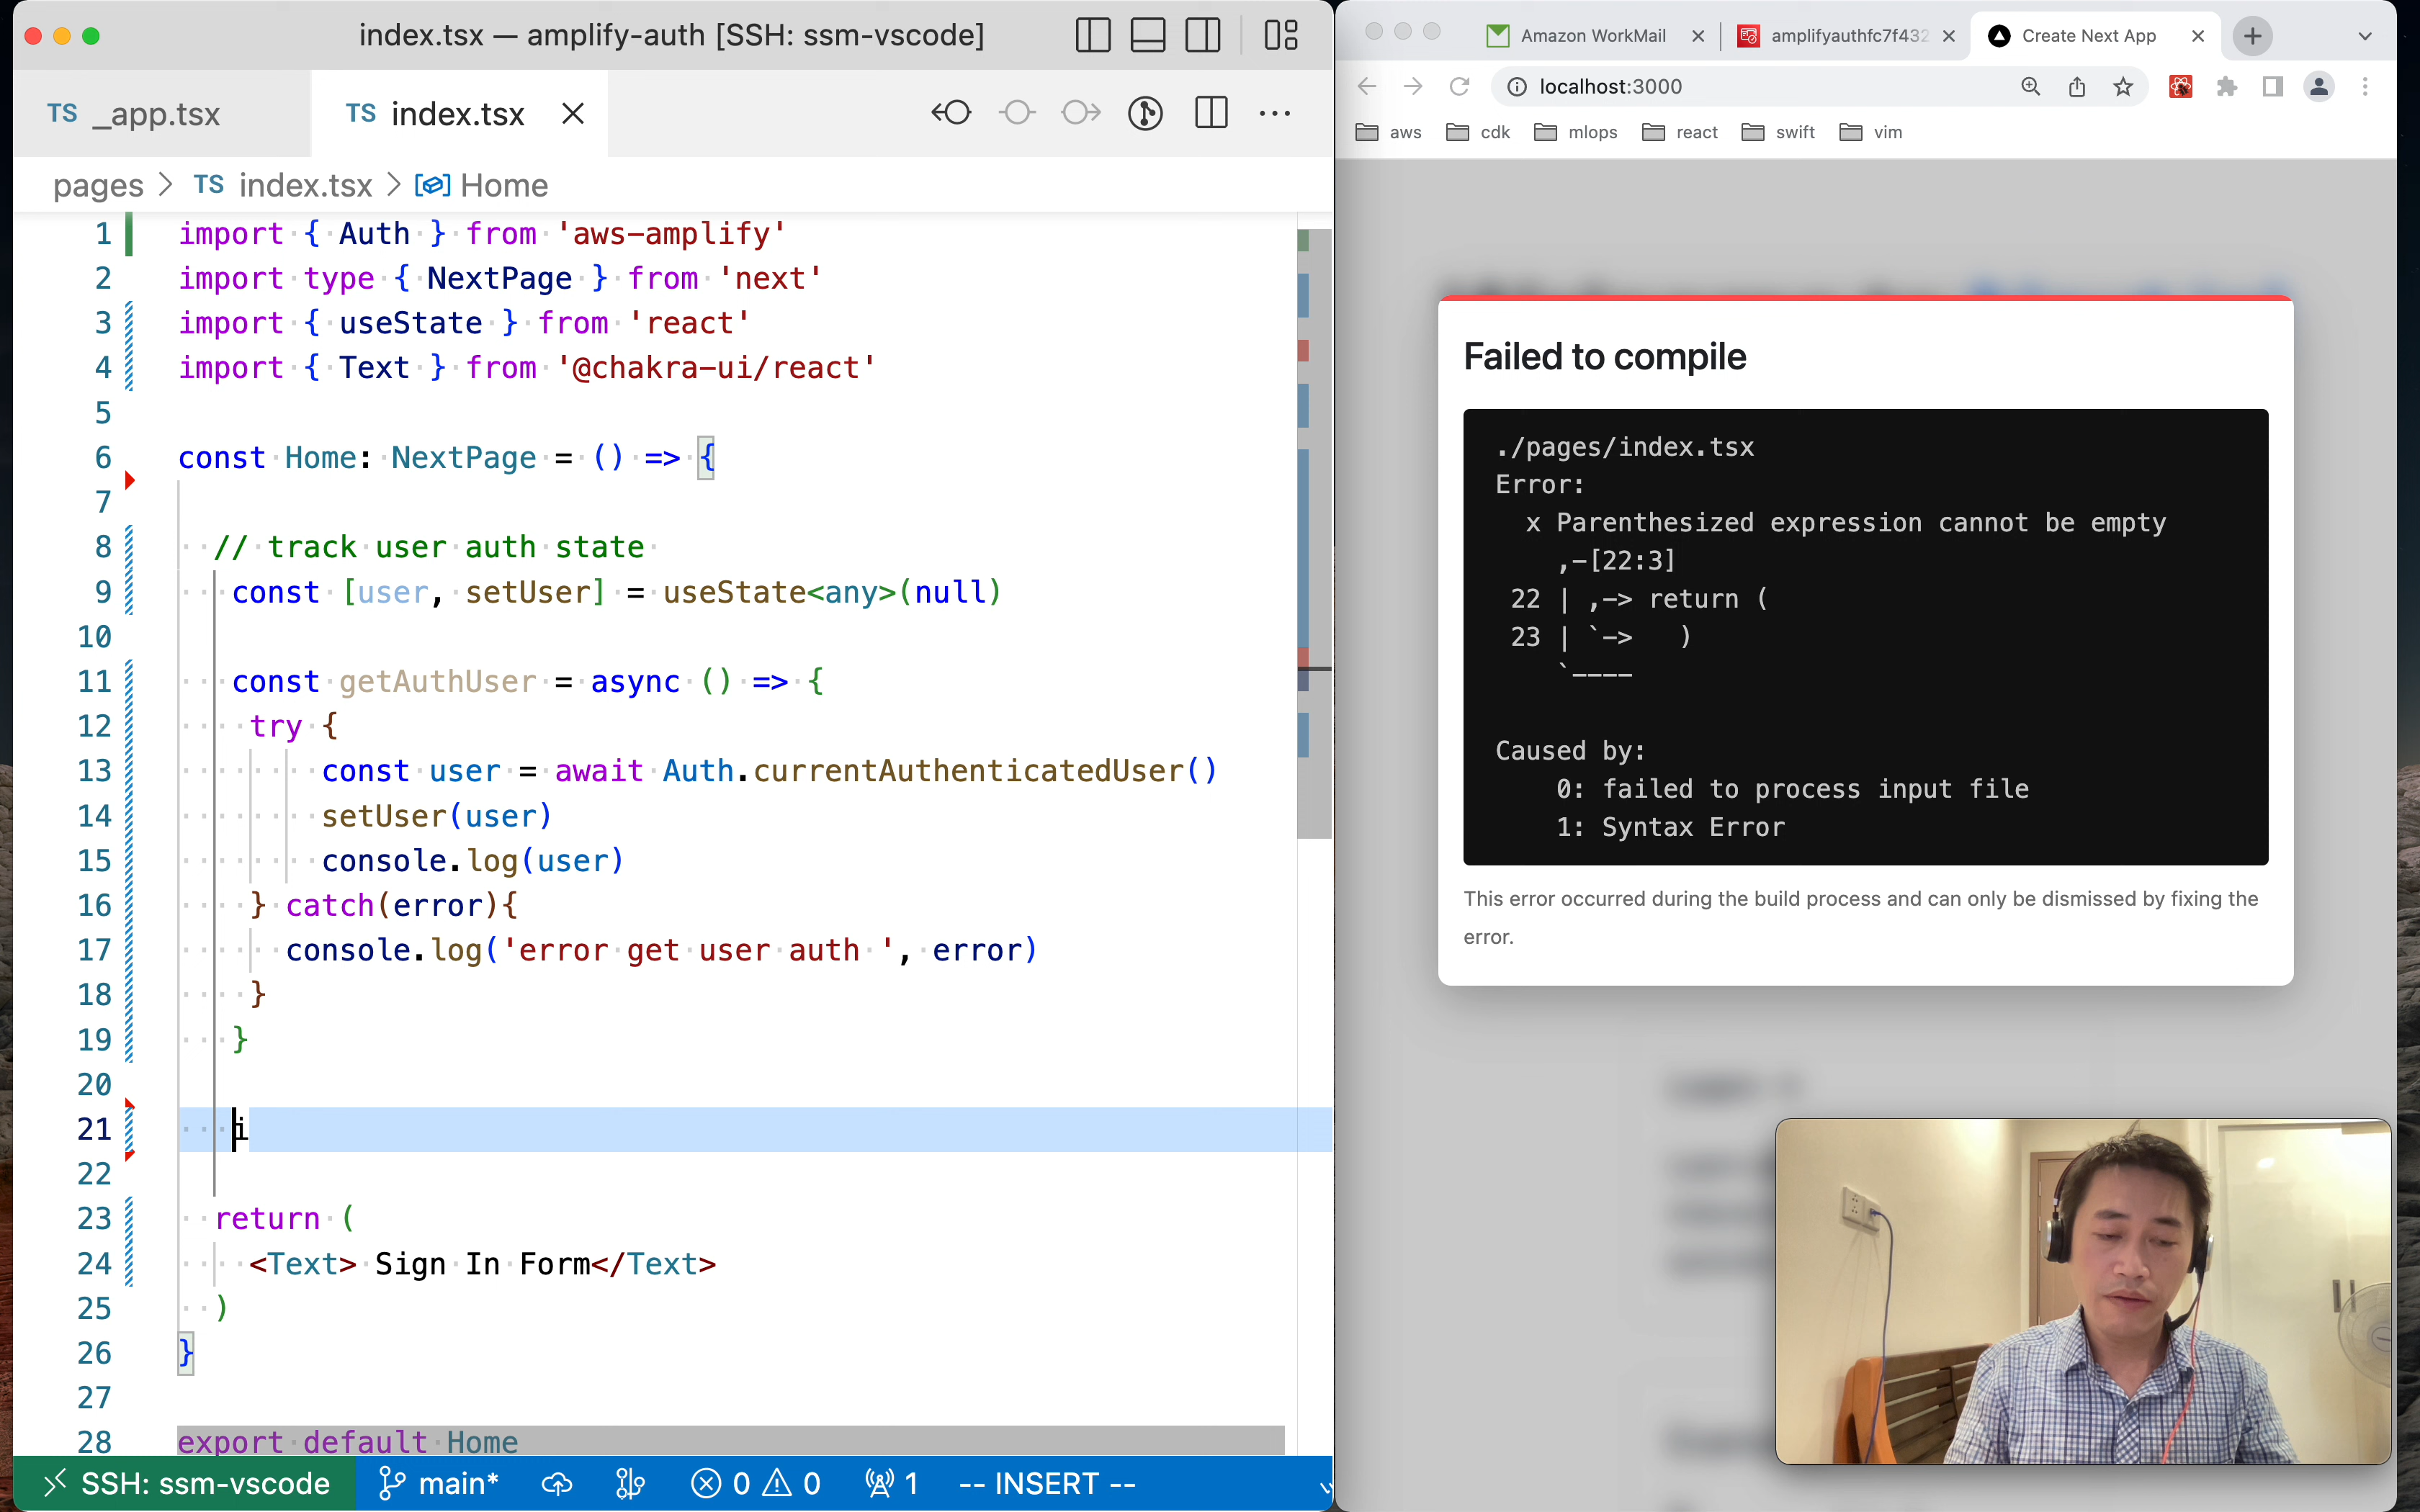 index.tsx — amplify-auth [SSH: ssm-vscode]
TS _app.tsx
TS index.tsx
pages > TS index.tsx > Home
1 import { Auth } from 'aws-amplify'
2 import type { NextPage } from 'next'
3 import { useState } from 'react'
4 import { Text } from '@chakra-ui/react'
5
6 const Home: NextPage = () => {
7
8 // track user auth state
9 const [user, setUser] = useState<any>(null)
10
11 const getAuthUser = async () => {
12 try {
13 const user = await Auth.currentAuthenticatedUser()
14 setUser(user)
15 console.log(user)
16 } catch(error){
17 console.log('error get user auth ', error)
18 }
19 }
20
21 i
22
23 return (
24 <Text> Sign In Form</Text>
25 )
26 }
27
28 export default Home
SSH: ssm-vscode main* 0 0 1 -- INSERT --
Amazon WorkMail
amplifyauthfc7f432
Create Next App
localhost:3000
aws cdk mlops react swift vim
Failed to compile
./pages/index.tsx
Error:
x Parenthesized expression cannot be empty
,-[22:3]
22 | ,-> return (
23 | `-> )
`----
Caused by:
0: failed to process input file
1: Syntax Error
This error occurred during the build process and can only be dismissed by fixing the
error.